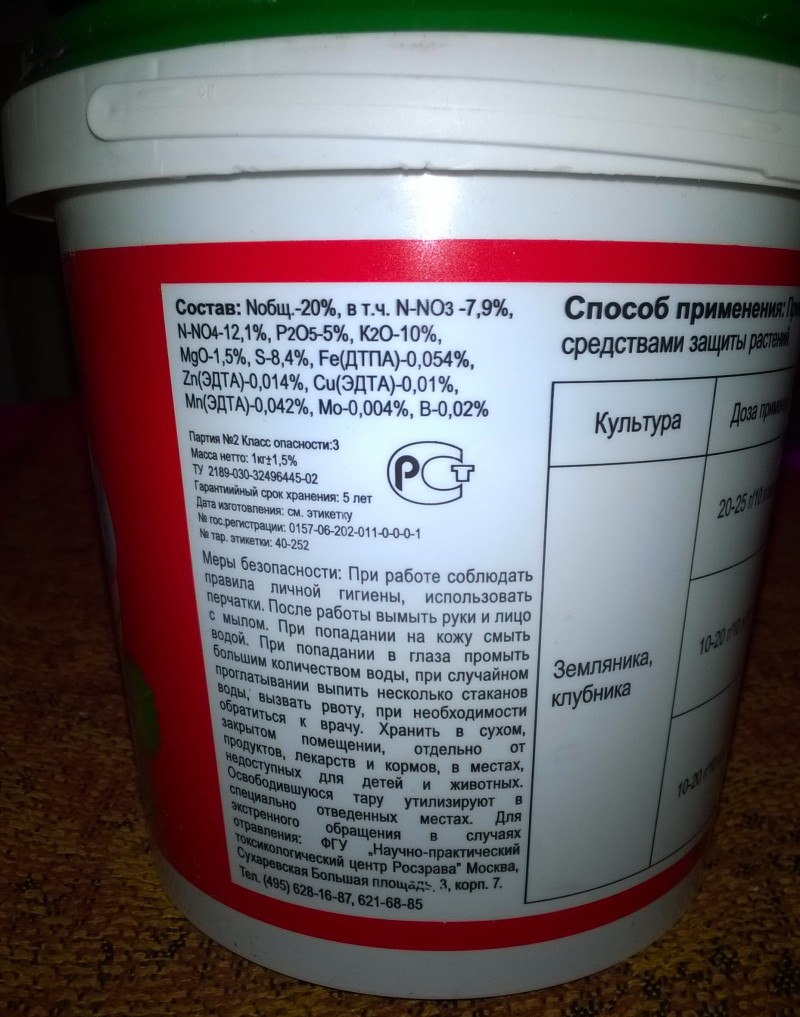 Состав: Nобщ.-20%, в т.ч. N-NO3 -7,9%,
N-NO4-12,1%, P2O5-5%, K2O-10%,
MgO-1,5%, S-8,4%, Fe(ДТПА)-0,054%,
Zn(ЭДТА)-0,014%, Cu(ЭДТА)-0,01%,
Mn(ЭДТА)-0,042%, Mo-0,004%, B-0,02%
Партия №2 Класс опасности:3
Масса нетто: 1кг±1,5%
ТУ 2189-030-32496445-02
Гарантиийный срок хранения: 5 лет
Дата изготовления: см. этикетку
№ гос.регистрации: 0157-06-202-011-0-0-0-1
№ тар. этикетки: 40-252
РСТ
Меры безопасности: При работе соблюдать
правила личной гигиены, использовать
перчатки. После работы вымыть руки и лицо
с мылом. При попадании на кожу смыть
водой. При попадании в глаза промыть
большим количеством воды, при случайном
проглатывании выпить несколько стаканов
воды, вызвать рвоту, при необходимости
обратиться к врачу. Хранить в сухом,
закрытом помещении, отдельно от
продуктов, лекарств и кормов, в местах,
недоступных для детей и животных.
Освободившуюся тару утилизируют в
специально отведенных местах. Для
экстренного обращения в случаях
отравления: ФГУ „Научно-практический
токсикологический центр Росзрава" Москва,
Сухаревская Большая площадь, 3, корп. 7.
Тел. (495) 628-16-87, 621-68-85
Способ применения:
средствами защиты растений
Культура
Доза
20-25 г/10
10-20
Земляника,
клубника
10-20